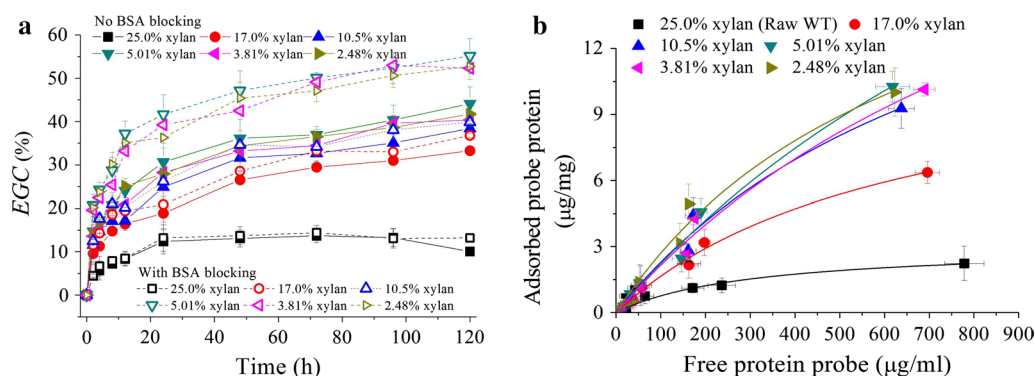 a
EGC (%)
60
50
40
30
20
10
0
No BSA blocking
25.0% xylan 17.0% xylan 10.5% xylan
5.01% xylan 3.81% xylan 2.48% xylan
With BSA blocking
25.0% xylan 17.0% xylan 10.5% xylan
5.01% xylan 3.81% xylan 2.48% xylan
0 20 40 60 80 100 120
Time (h)
b
Adsorbed probe protein
(μg/mg)
12
9
6
3
0
25.0% xylan (Raw WT) 17.0% xylan
10.5% xylan 5.01% xylan
3.81% xylan 2.48% xylan
0 100 200 300 400 500 600 700 800 900
Free protein probe (μg/ml)